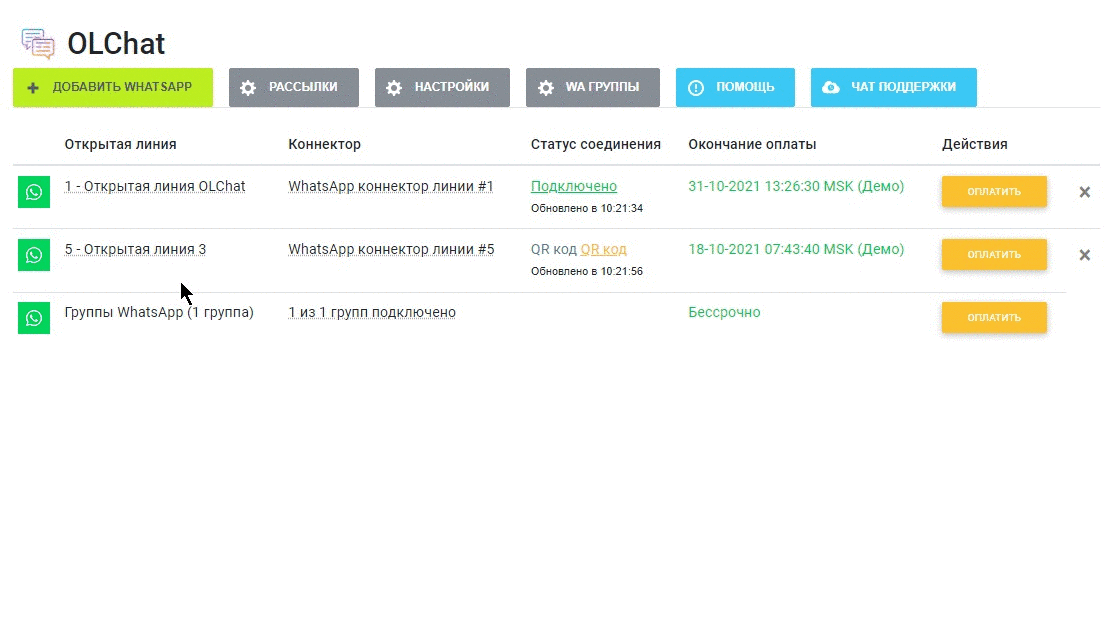 OLChat
ДОБАВИТЬ WHATSAPP РАССЫЛКИ НАСТРОЙКИ WA ГРУППЫ ПОМОЩЬ ЧАТ ПОДДЕРЖКИ
Открытая линия Коннектор Статус соединения Окончание оплаты Действия
1 - Открытая линия OLChat WhatsApp коннектор линии #1 Подключено 31-10-2021 13:26:30 MSK (Демо) ОПЛАТИТЬ
Обновлено в 10:21:34
5 - Открытая линия 3 WhatsApp коннектор линии #5 QR код QR код 18-10-2021 07:43:40 MSK (Демо) ОПЛАТИТЬ
Обновлено в 10:21:56
Группы WhatsApp (1 группа) 1 из 1 групп подключено Бессрочно ОПЛАТИТЬ